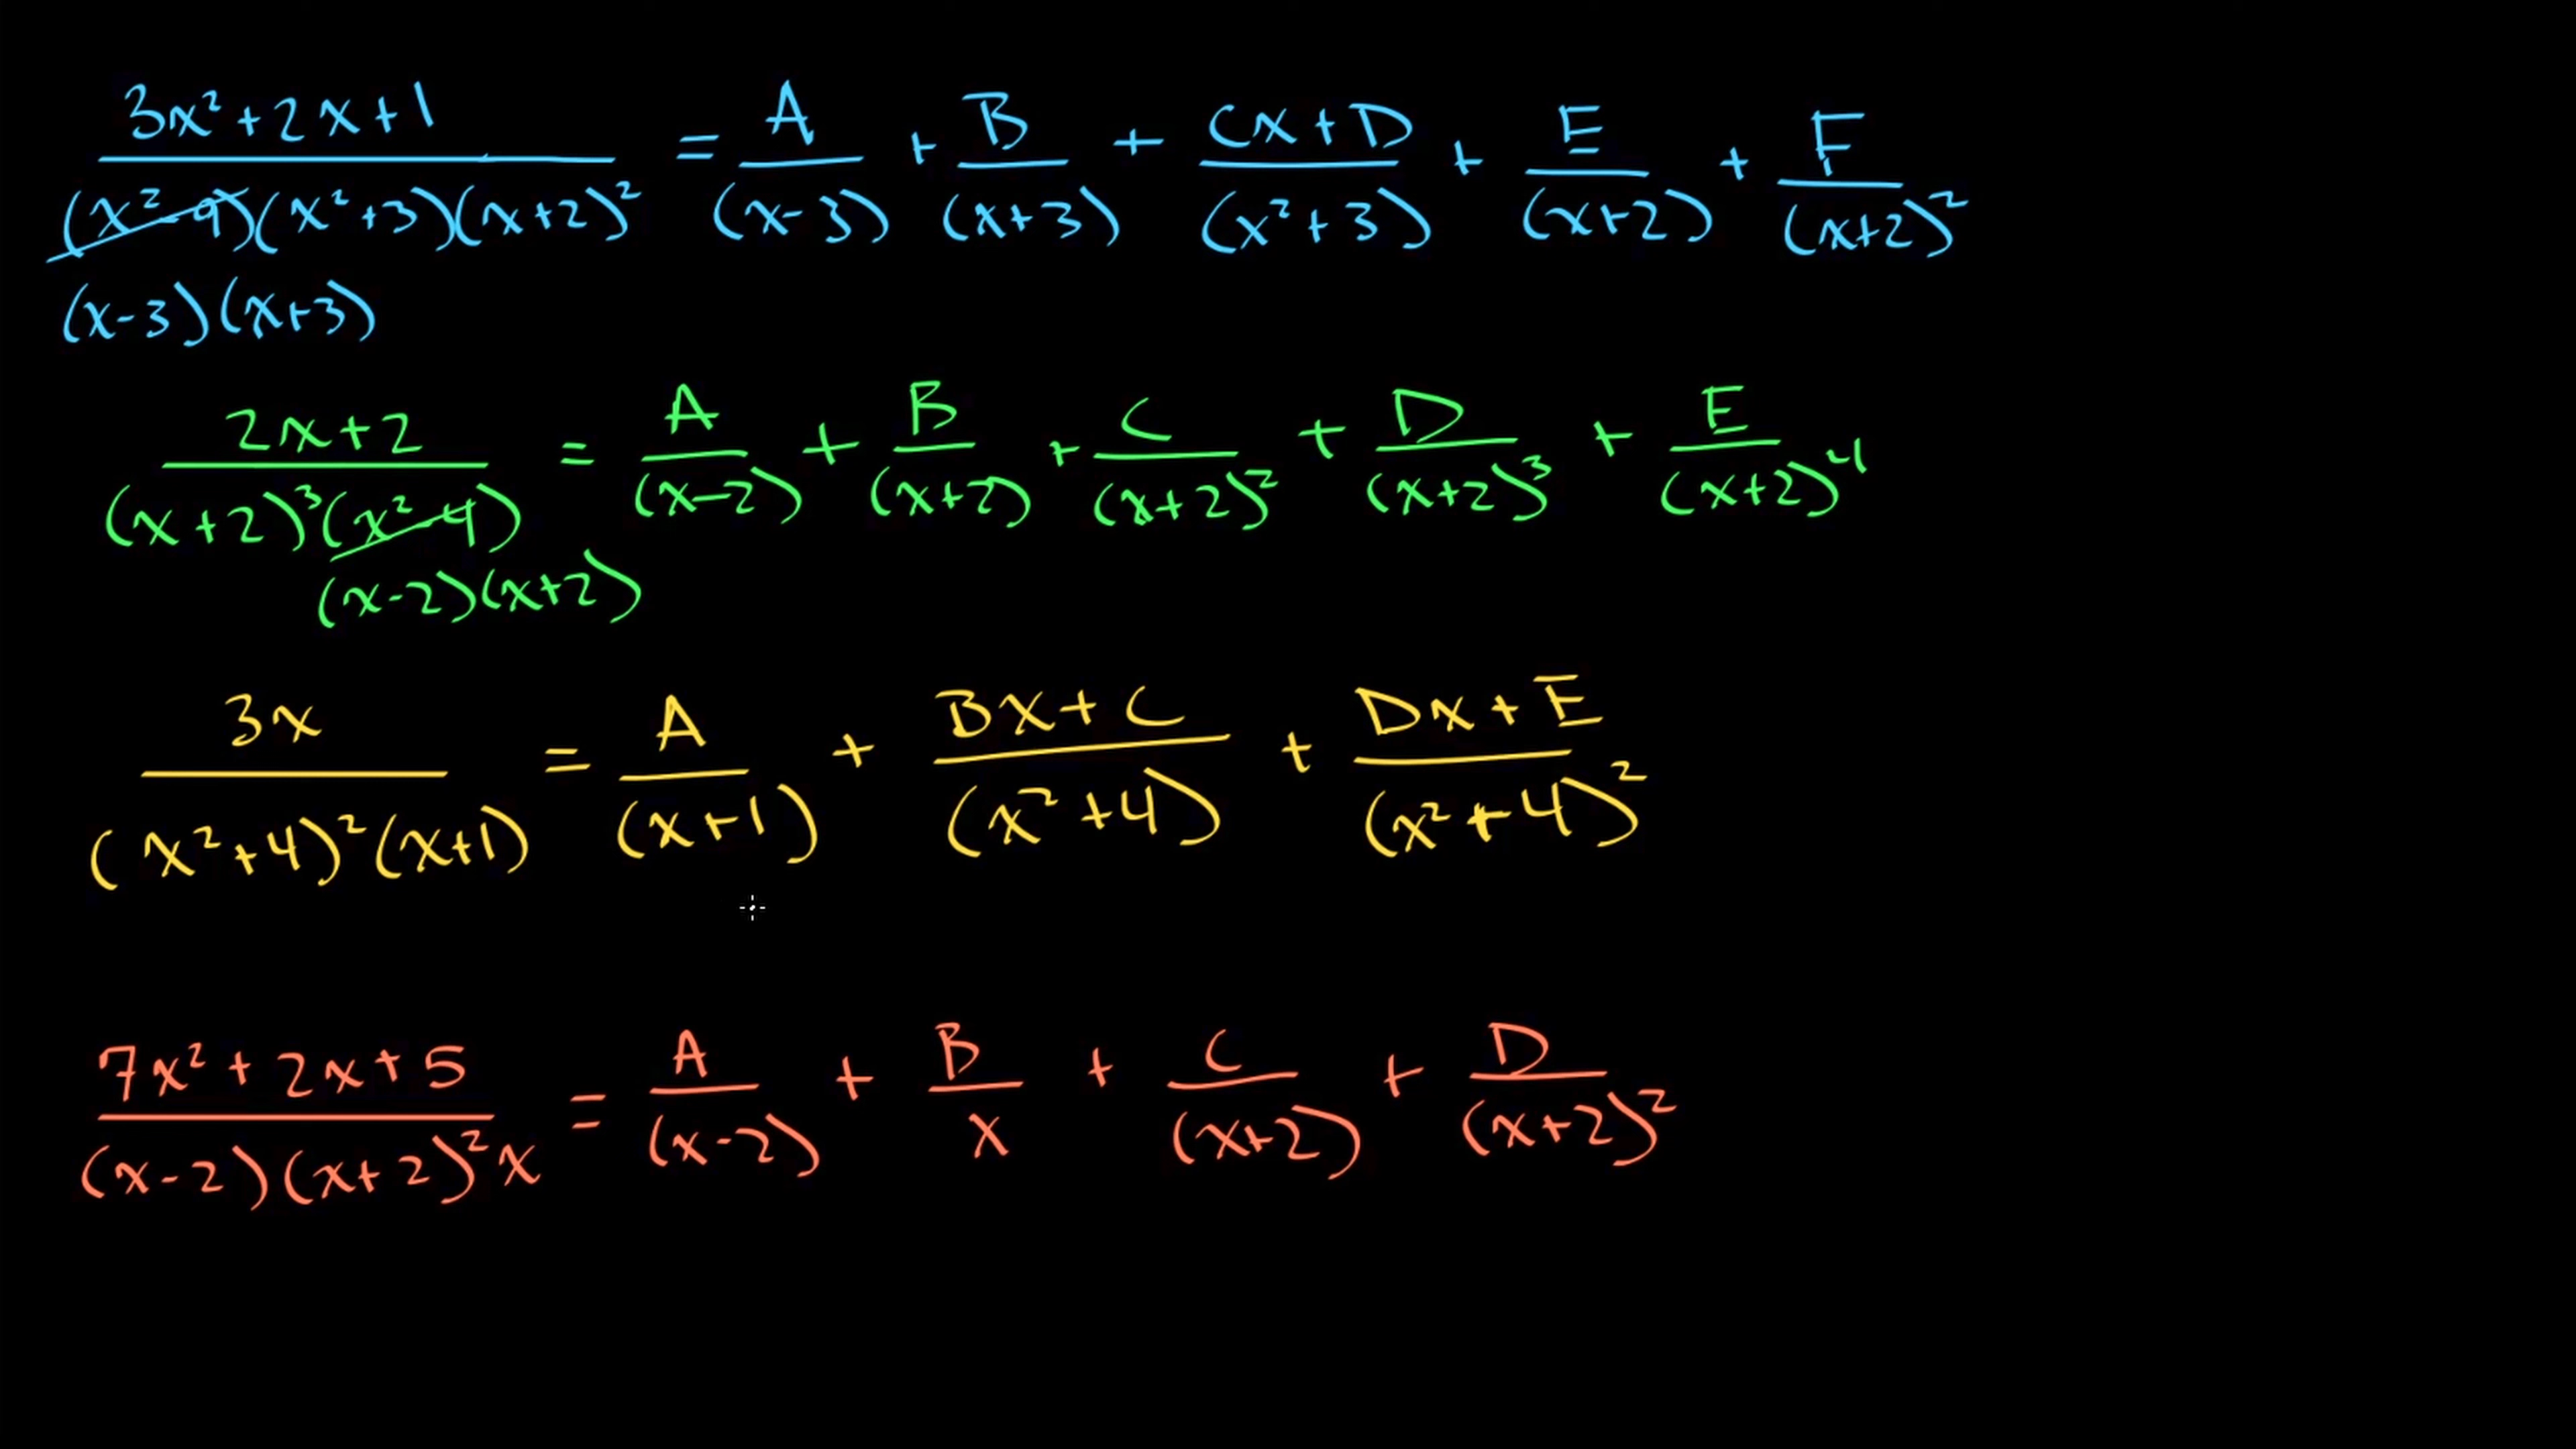 (3x²+2x+1)/((x²-9)(x²+3)(x+2)²) = A/(x-3) + B/(x+3) + (Cx+D)/(x²+3) + E/(x+2) + F/(x+2)²
(x-3)(x+3)
(2x+2)/((x+2)³(x²-4)) = A/(x-2) + B/(x+2) + C/(x+2)² + D/(x+2)³ + E/(x+2)⁴
(x-2)(x+2)
3x/((x²+4)²(x+1)) = A/(x+1) + (Bx+C)/(x²+4) + (Dx+E)/(x²+4)²
(7x²+2x+5)/((x-2)(x+2)²x) = A/(x-2) + B/x + C/(x+2) + D/(x+2)²